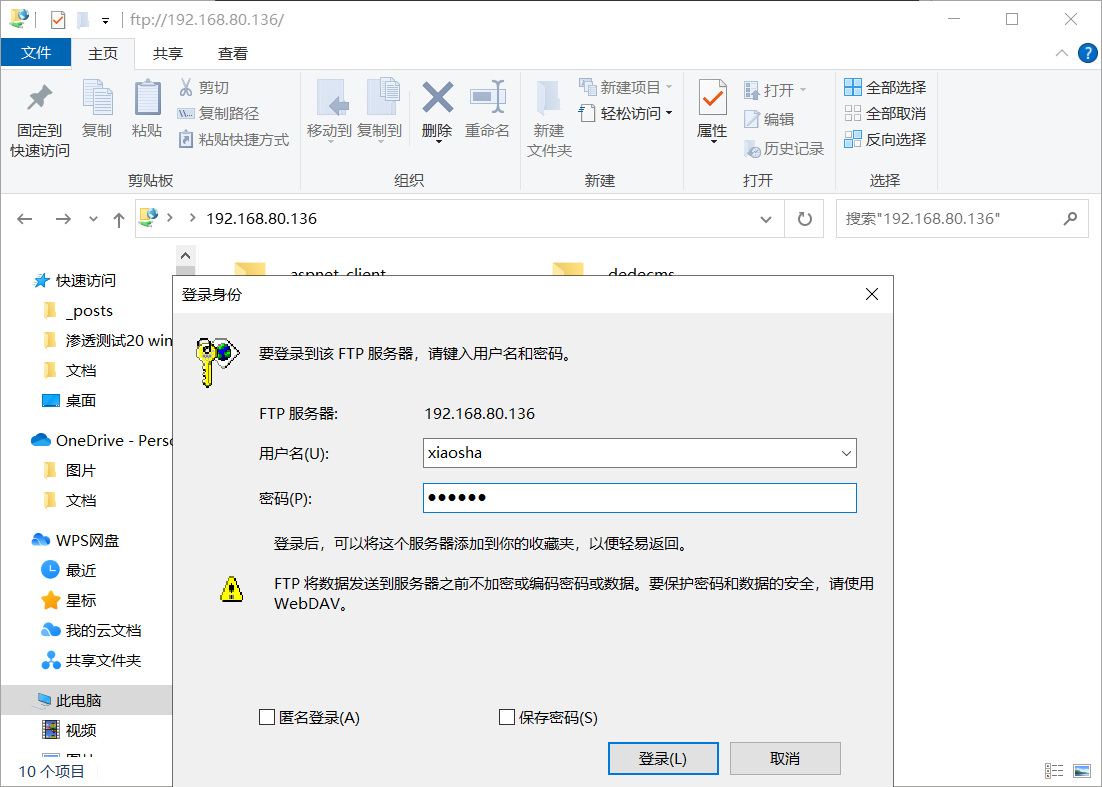 ftp://192.168.80.136/
文件 主页 共享 查看
固定到
快速访问
复制
粘贴
剪切
复制路径
粘贴快捷方式
剪贴板
移动到
复制到
删除
重命名
组织
新建
文件夹
新建项目
轻松访问
新建
属性
打开
编辑
历史记录
打开
全部选择
全部取消
反向选择
选择
192.168.80.136
搜索"192.168.80.136"
快速访问
_posts
渗透测试20 win
文档
桌面
OneDrive - Perso
图片
文档
WPS网盘
最近
星标
我的云文档
共享文件夹
此电脑
视频
图片
10 个项目
aspnet_client
dedecms
登录身份
要登录到该 FTP 服务器，请键入用户名和密码。
FTP 服务器: 192.168.80.136
用户名(U): xiaosha
密码(P): ●●●●●●
登录后，可以将这个服务器添加到你的收藏夹，以便轻易返回。
FTP 将数据发送到服务器之前不加密或编码密码或数据。要保护密码和数据的安全，请使用
WebDAV。
匿名登录(A) 保存密码(S)
登录(L) 取消